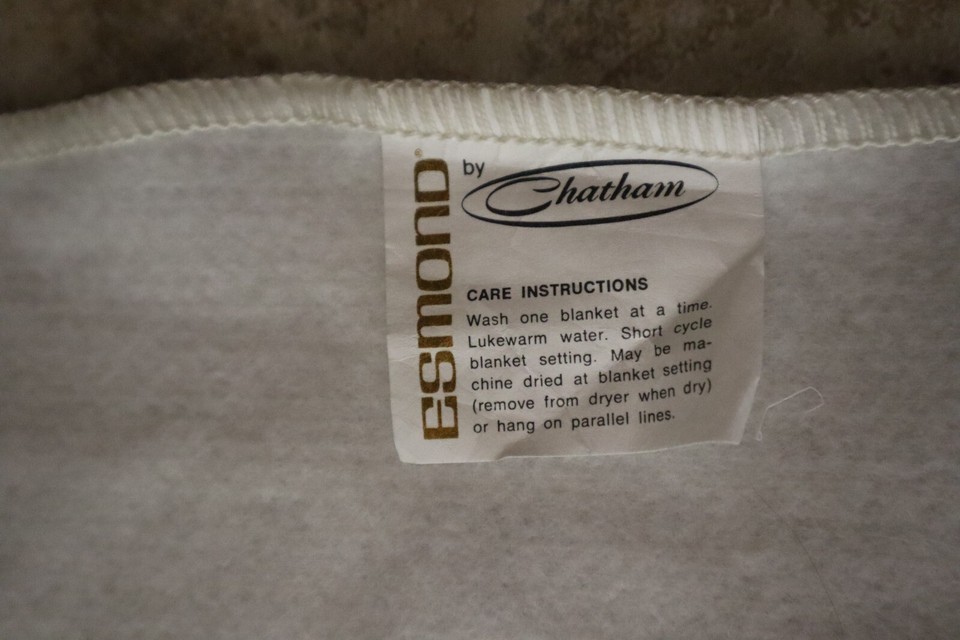 ESMOND®
by Chatham
CARE INSTRUCTIONS
Wash one blanket at a time.
Lukewarm water. Short cycle
blanket setting. May be ma-
chine dried at blanket setting
(remove from dryer when dry)
or hang on parallel lines.